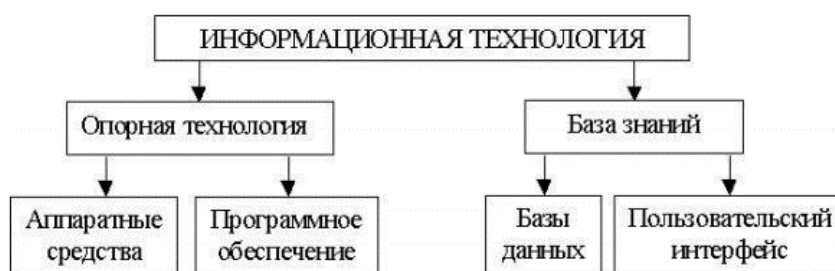 ИНФОРМАЦИОННАЯ ТЕХНОЛОГИЯ
Опорная технология
База знаний
Аппаратные
средства
Программное
обеспечение
Базы
данных
Пользовательский
интерфейс